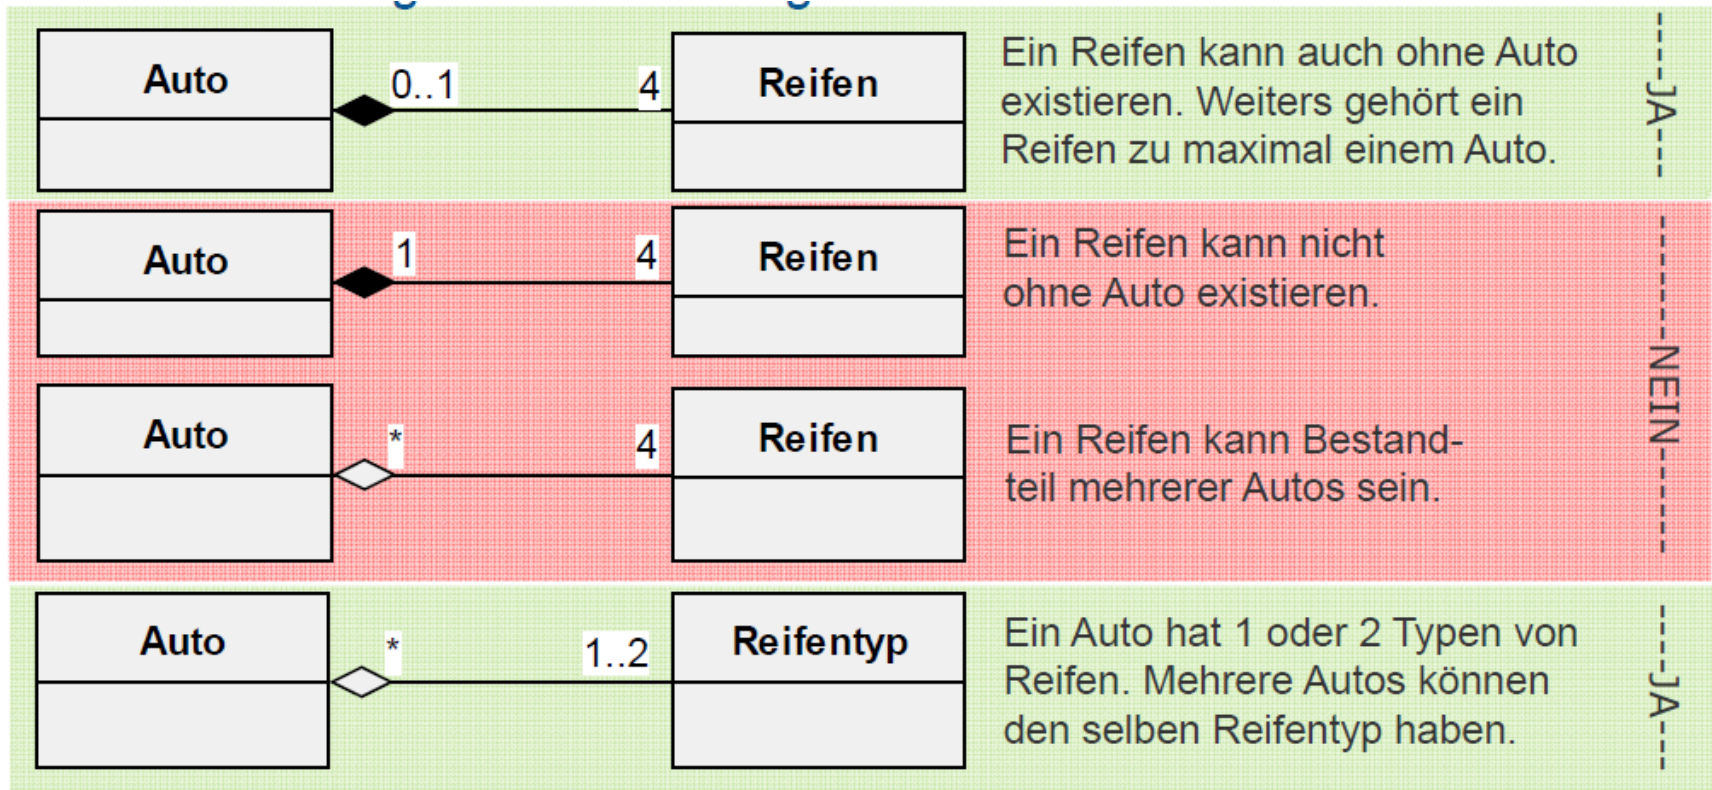 Auto
0..1
4
Reifen
Ein Reifen kann auch ohne Auto
existieren. Weiters gehört ein
Reifen zu maximal einem Auto.
----JA---
Auto
1
4
Reifen
Ein Reifen kann nicht
ohne Auto existieren.
-------NEIN------
Auto
*
4
Reifen
Ein Reifen kann Bestand-
teil mehrerer Autos sein.
Auto
*
1..2
Reifentyp
Ein Auto hat 1 oder 2 Typen von
Reifen. Mehrere Autos können
den selben Reifentyp haben.
----JA---